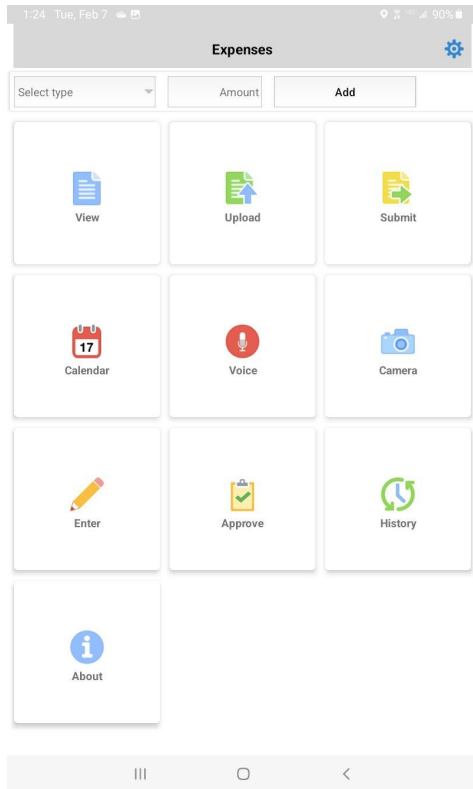 1:24 Tue, Feb 7
90%
Expenses
Select type
Amount
Add
View
Upload
Submit
17
Calendar
Voice
Camera
Enter
Approve
History
i
About